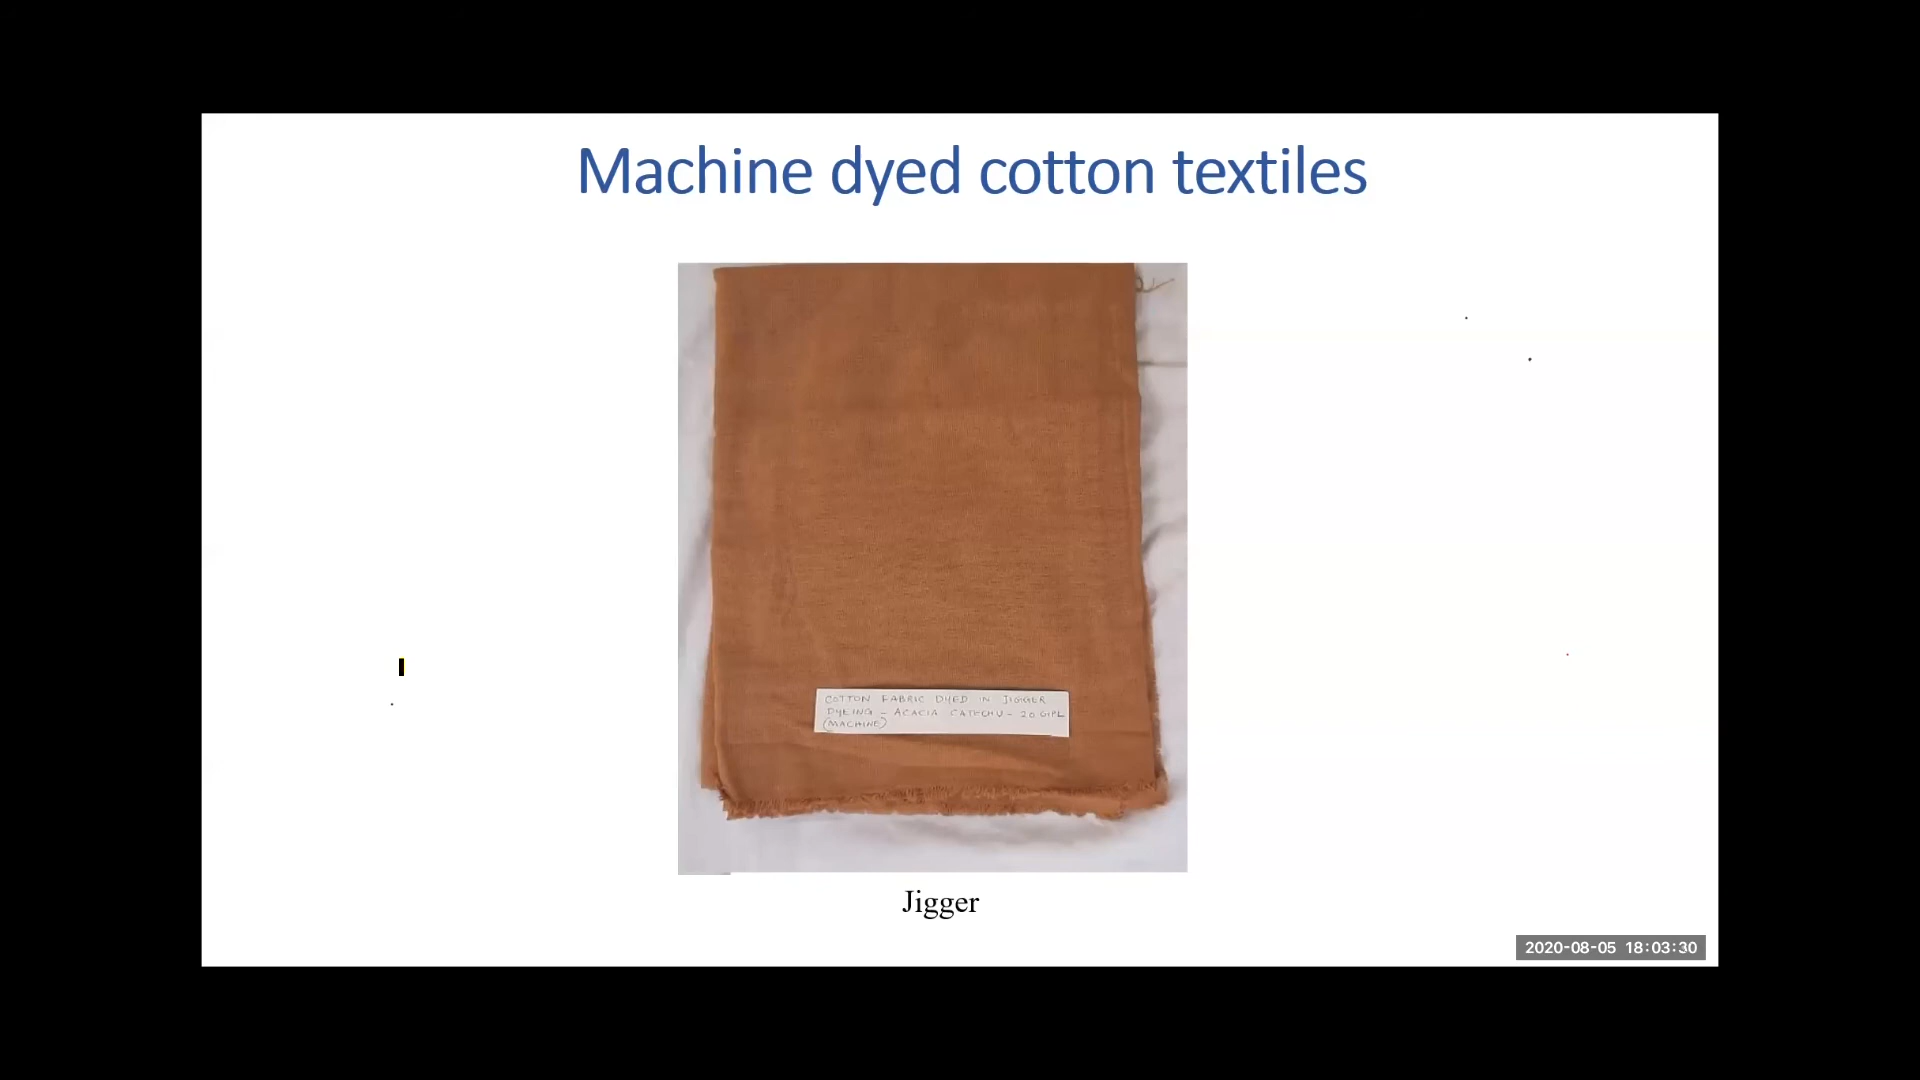 Machine dyed cotton textiles
COTTON FABRIC DYED IN JIGGER
DYEING - ACACIA CATECHU - 20 GPL
(MACHINE)
Jigger
2020-08-05 18:03:30